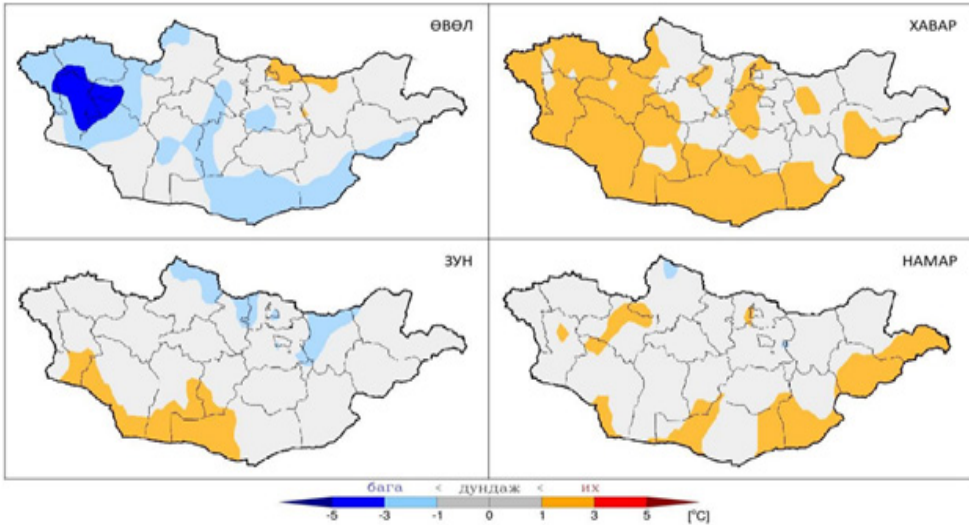 ӨВӨЛ
ХАВАР
ЗУН
НАМАР
бага < дундаж < их
-5 -3 -1 0 1 3 5 [°C]